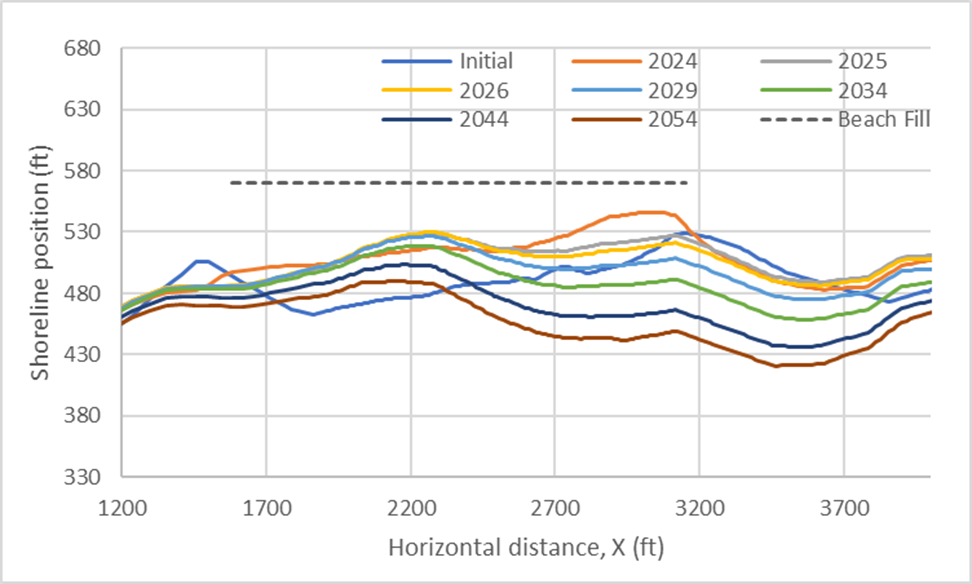 680
630
580
530
480
430
380
330
Initial 2024 2025
2026 2029 2034
2044 2054 Beach Fill
1200 1700 2200 2700 3200 3700
Shoreline position (ft)
Horizontal distance, X (ft)